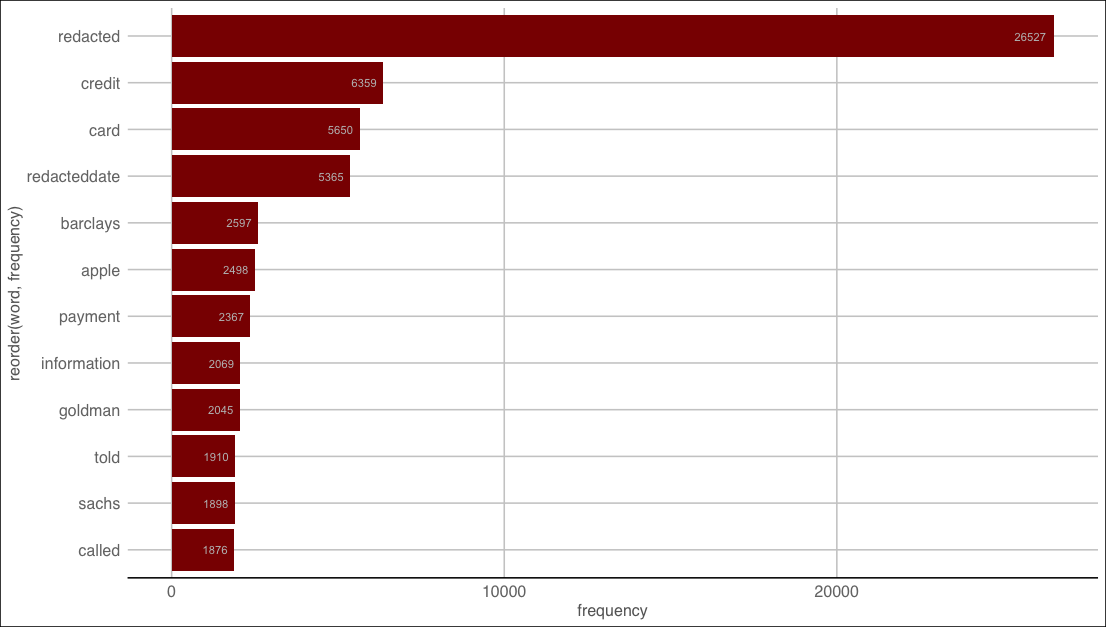 redacted 26527
credit 6359
card 5650
redacteddate 5365
barclays 2597
apple 2498
payment 2367
information 2069
goldman 2045
told 1910
sachs 1898
called 1876
reorder(word, frequency)
0 10000 20000
frequency